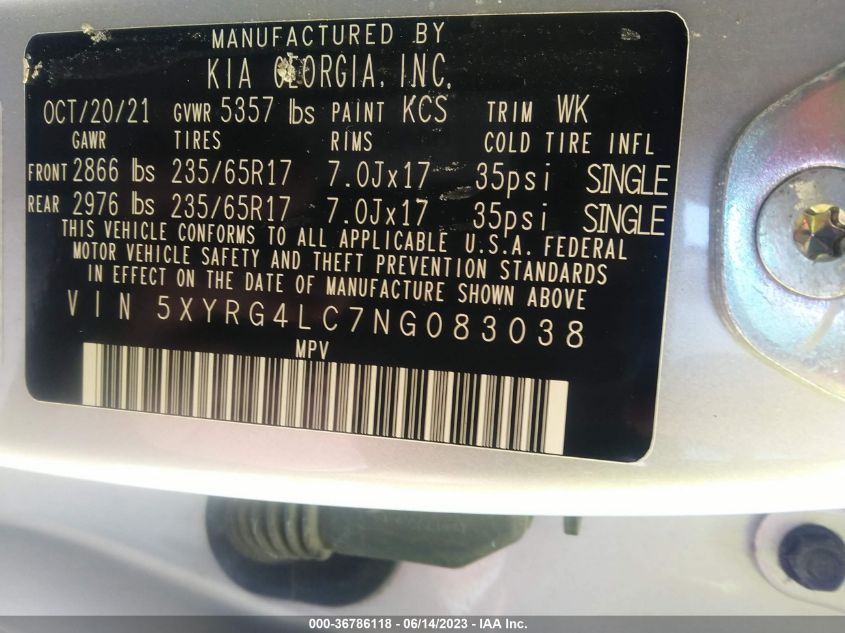 MANUFACTURED BY
KIA GEORGIA, INC.
OCT/20/21 GVWR 5357 lbs PAINT KCS TRIM WK
GAWR TIRES RIMS COLD TIRE INFL
FRONT 2866 lbs 235/65R17 7.0Jx17 35psi SINGLE
REAR 2976 lbs 235/65R17 7.0Jx17 35psi SINGLE
THIS VEHICLE CONFORMS TO ALL APPLICABLE U.S.A. FEDERAL
MOTOR VEHICLE SAFETY AND THEFT PREVENTION STANDARDS
IN EFFECT ON THE DATE OF MANUFACTURE SHOWN ABOVE
VIN 5XYRG4LC7NG083038
MPV
000-36786118 - 06/14/2023 - IAA Inc.